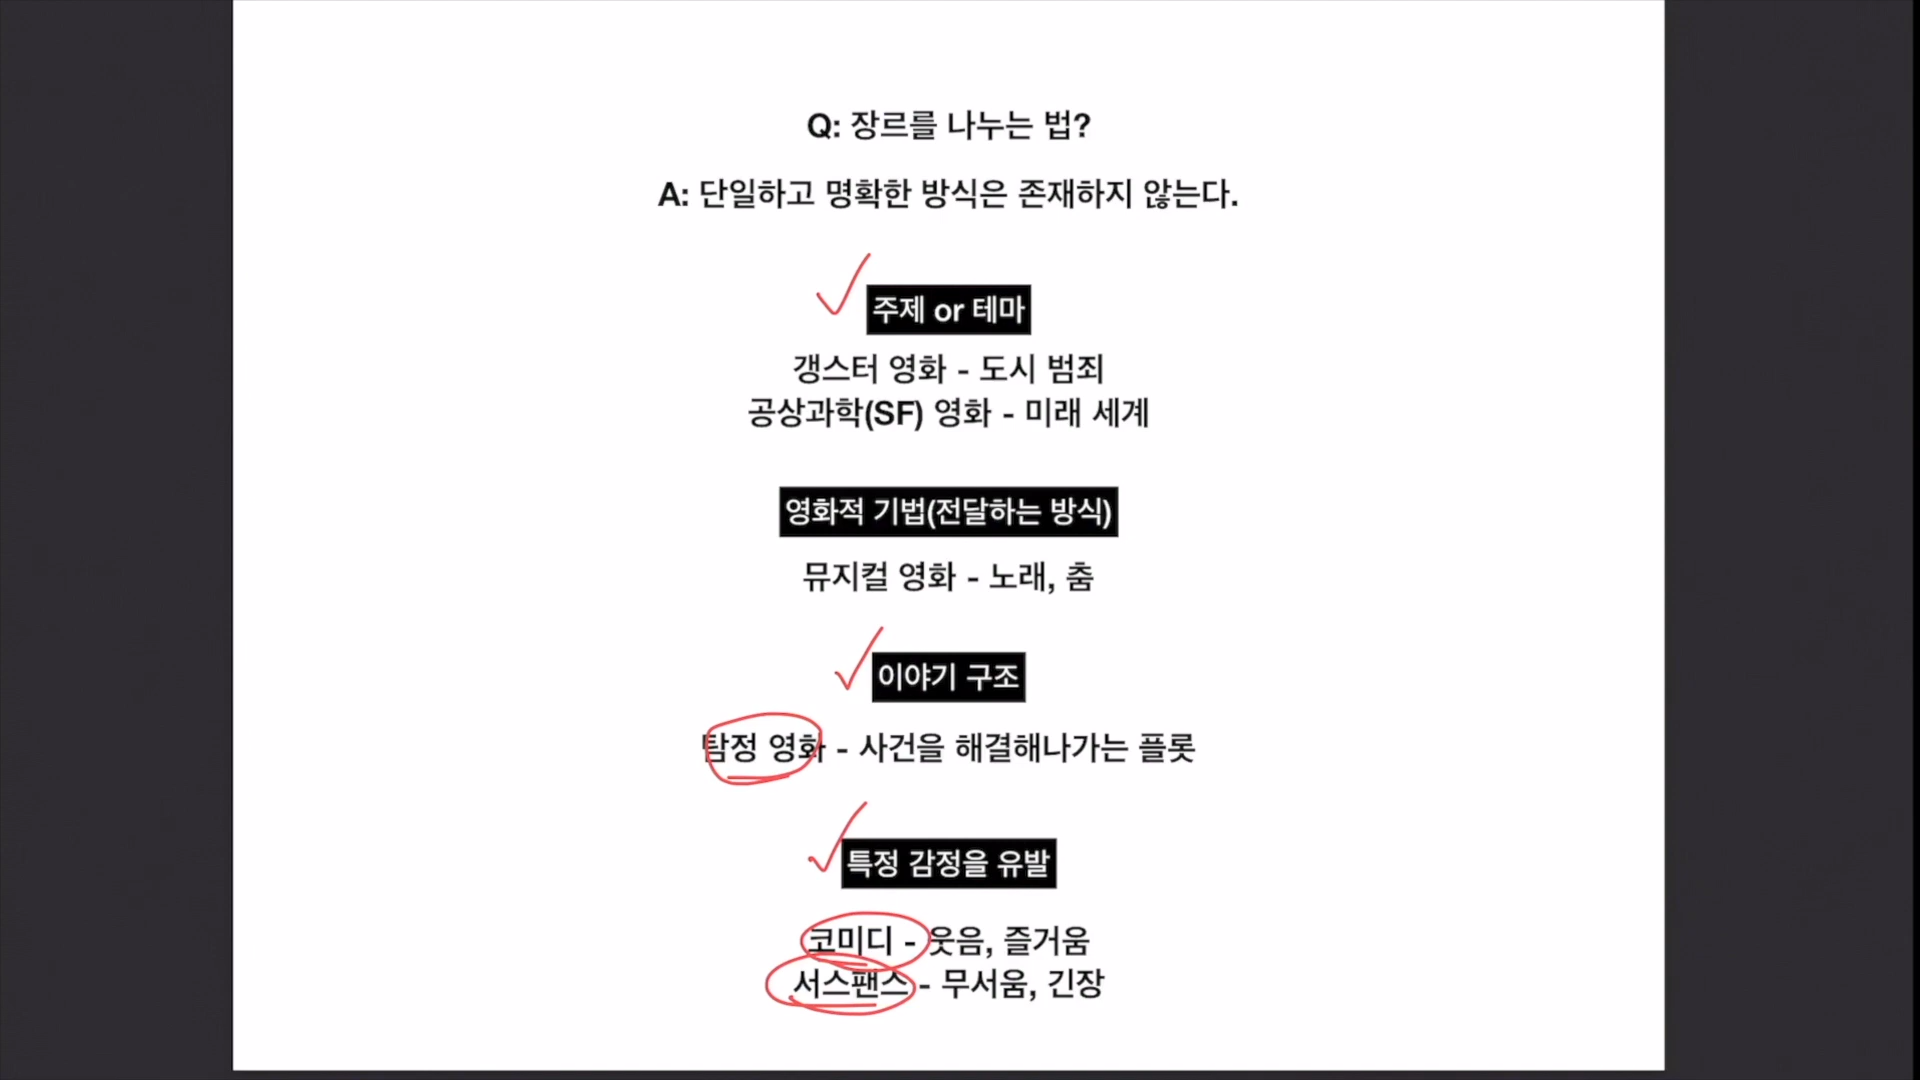 Q: 장르를 나누는 법?
A: 단일하고 명확한 방식은 존재하지 않는다.
주제 or 테마
갱스터 영화 - 도시 범죄
공상과학(SF) 영화 - 미래 세계
영화적 기법(전달하는 방식)
뮤지컬 영화 - 노래, 춤
이야기 구조
탐정 영화 - 사건을 해결해나가는 플롯
특정 감정을 유발
코미디 - 웃음, 즐거움
서스팬스 - 무서움, 긴장